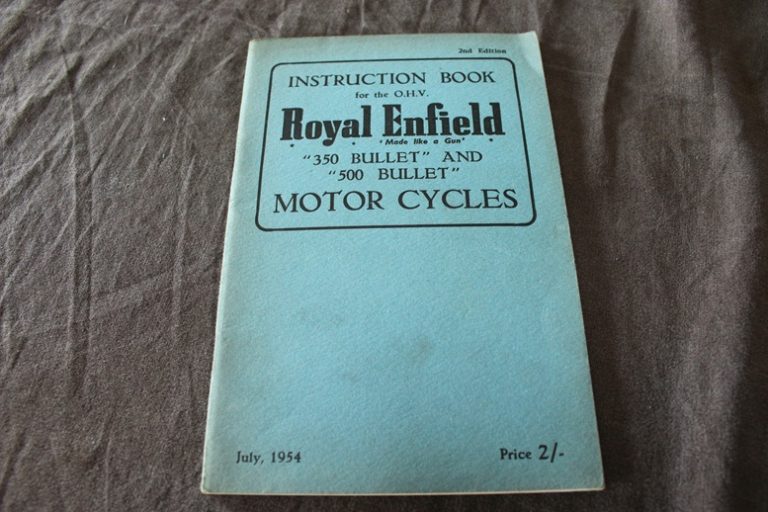 2nd Edition
INSTRUCTION BOOK
for the O.H.V.
Royal Enfield
"Made like a Gun"
"350 BULLET" AND
"500 BULLET"
MOTOR CYCLES
July, 1954
Price 2/-